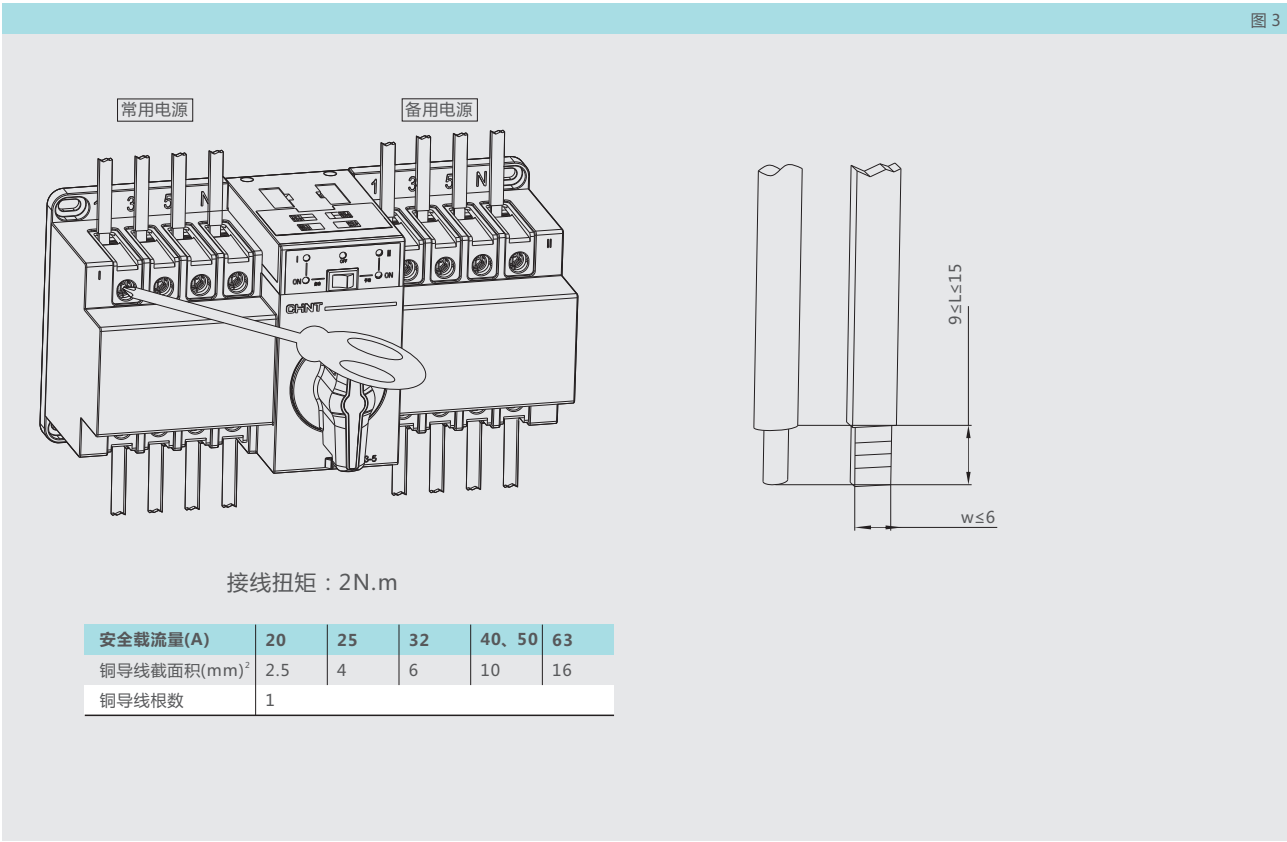 图 3
常用电源
备用电源
3 5 N
1 3 5 N
I
II
I OFF II
ON ON
CHNT
3-5
9≤L≤15
w≤6
接线扭矩：2N.m
安全载流量(A) 20 25 32 40、50 63
铜导线截面积(mm)² 2.5 4 6 10 16
铜导线根数 1